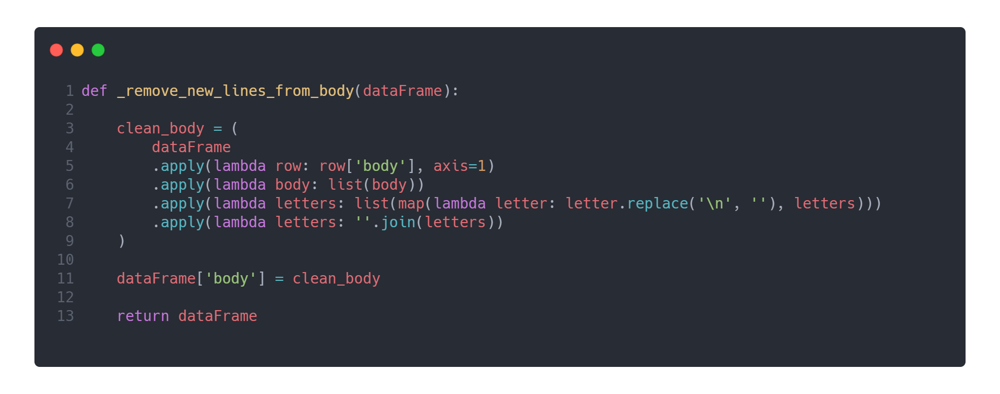 1 def _remove_new_lines_from_body(dataFrame):
2
3     clean_body = (
4         dataFrame
5         .apply(lambda row: row['body'], axis=1)
6         .apply(lambda body: list(body))
7         .apply(lambda letters: list(map(lambda letter: letter.replace('\n', ''), letters)))
8         .apply(lambda letters: ''.join(letters))
9     )
10
11     dataFrame['body'] = clean_body
12
13     return dataFrame